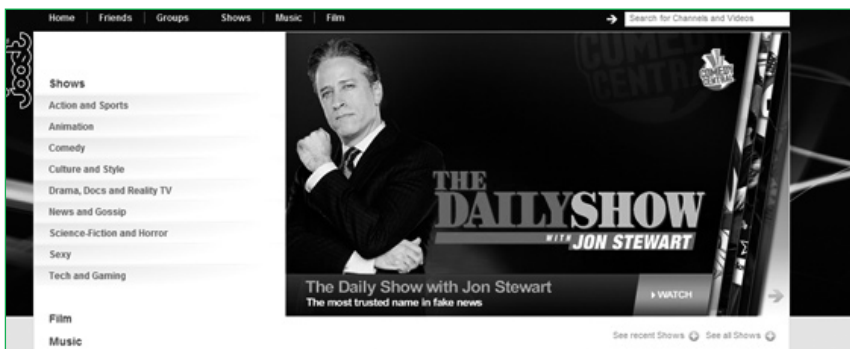 Home Friends Groups Shows Music Film
Search for Channels and Videos
Joost™
Shows
Action and Sports
Animation
Comedy
Culture and Style
Drama, Docs and Reality TV
News and Gossip
Science-Fiction and Horror
Sexy
Tech and Gaming
Film
Music
COMEDY CENTRAL
COMEDY
CENTRAL
THE
DAILY SHOW
WITH JON STEWART
The Daily Show with Jon Stewart
The most trusted name in fake news
WATCH
See recent Shows See all Shows